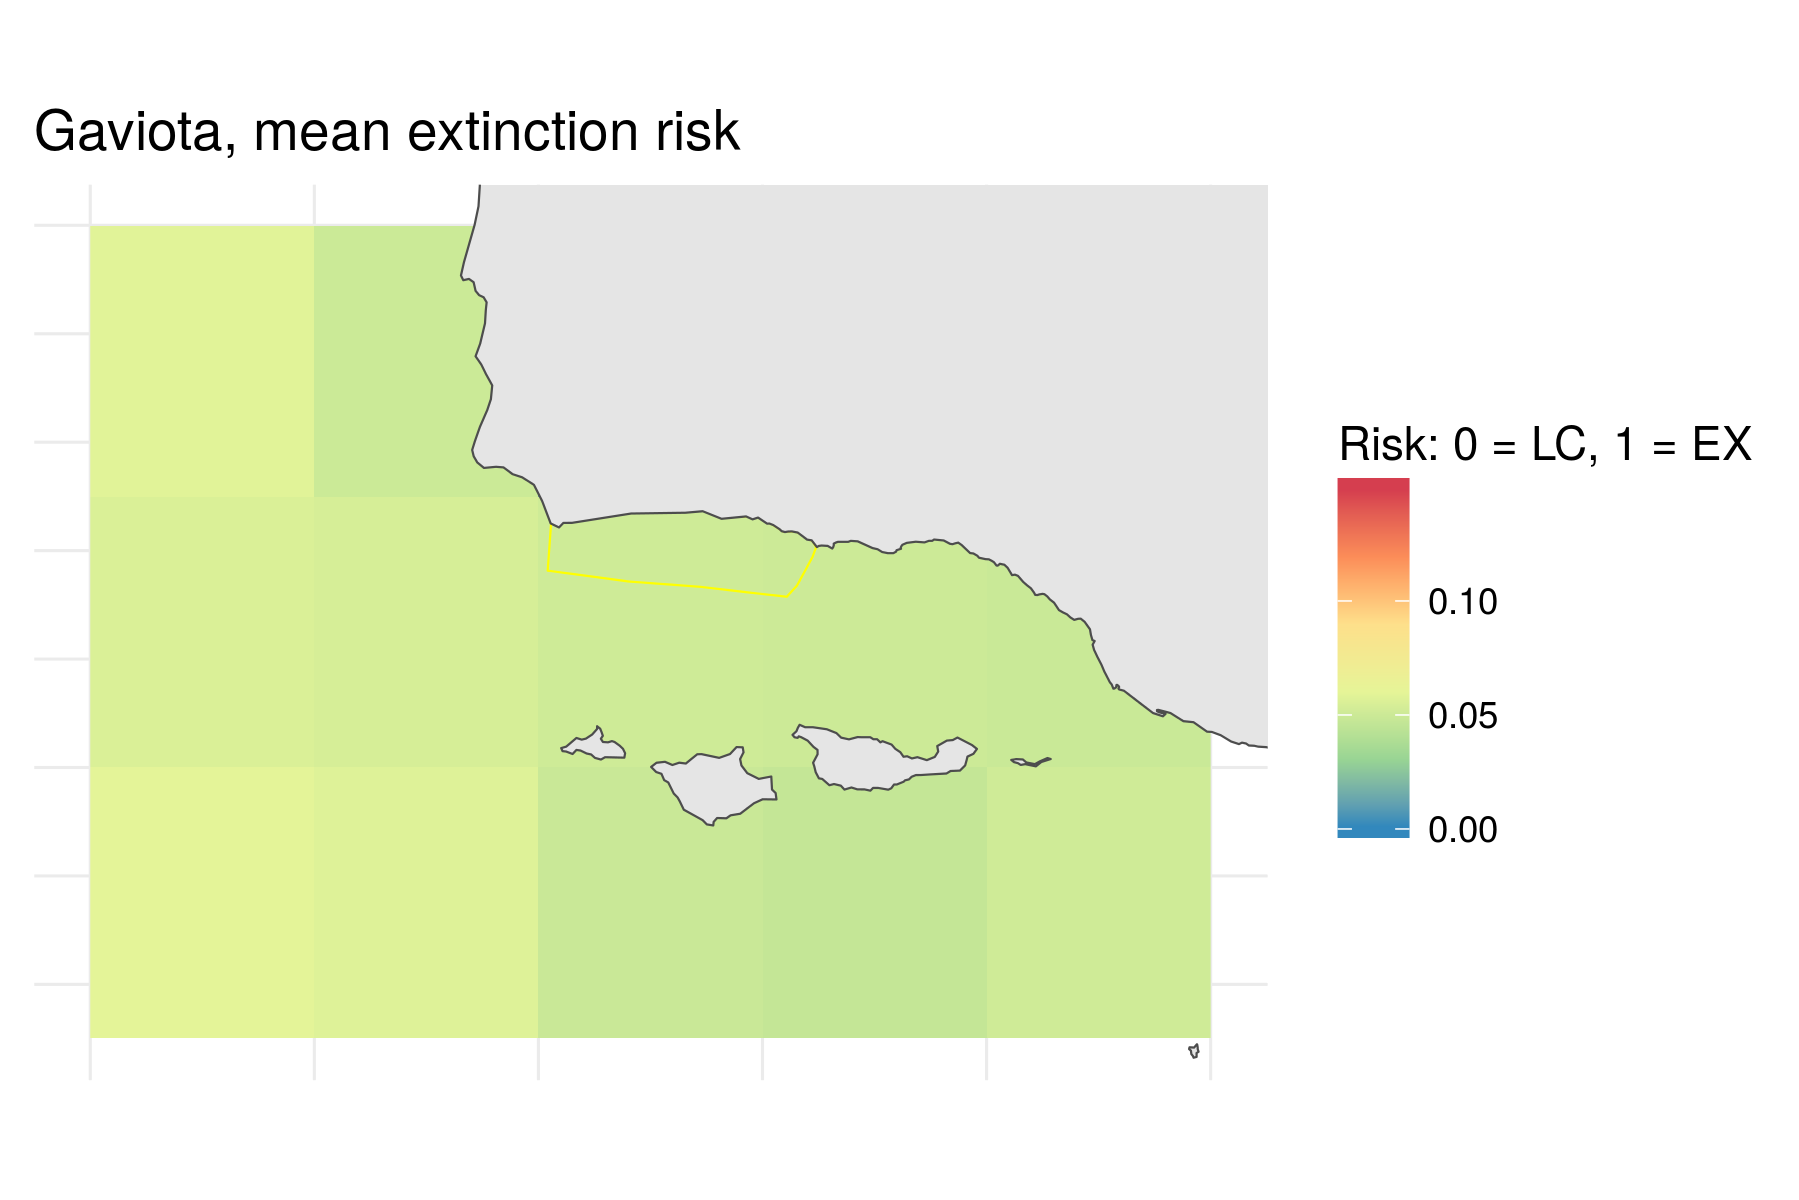 Gaviota, mean extinction risk
Risk: 0 = LC, 1 = EX
0.10
0.05
0.00